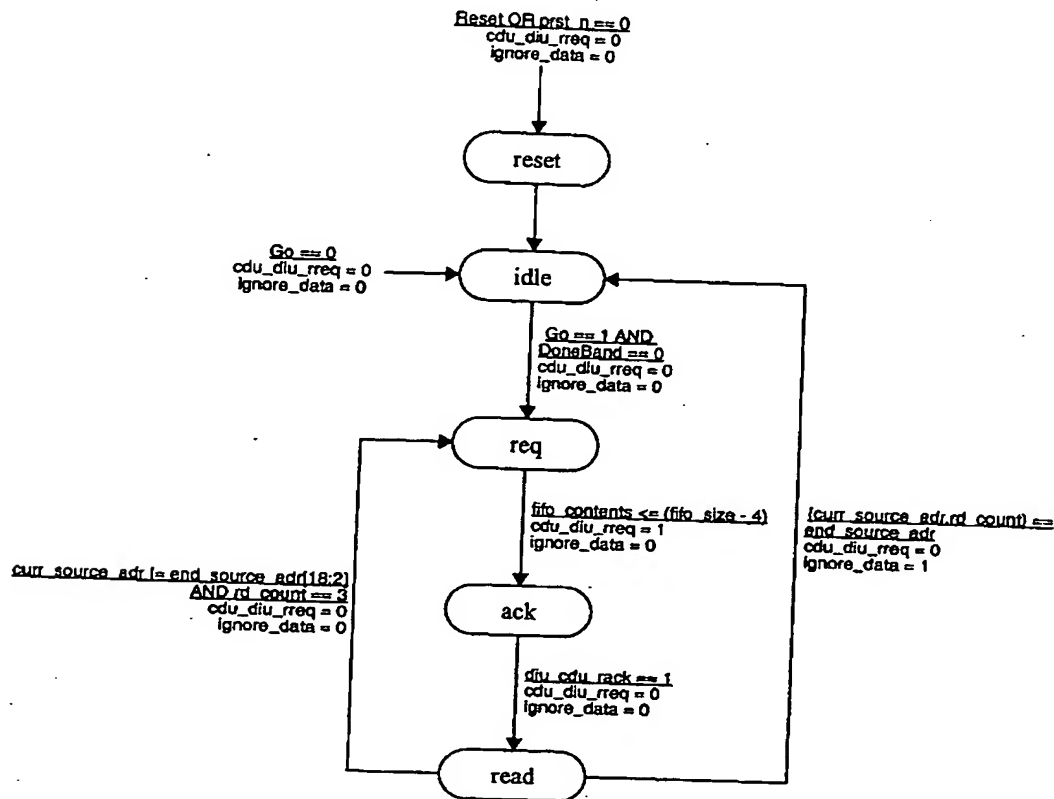 Reset OR prst_n == 0
cdu_diu_rreq = 0
ignore_data = 0
reset
Go == 0
cdu_diu_rreq = 0
ignore_data = 0
idle
Go == 1 AND
DoneBand == 0
cdu_diu_rreq = 0
ignore_data = 0
req
fifo_contents <= (fifo_size - 4)
cdu_diu_rreq = 1
ignore_data = 0
{curr_source_adr,rd_count} ==
end_source_adr
cdu_diu_rreq = 0
ignore_data = 1
curr_source_adr != end_source_adr[18:2]
AND rd_count == 3
cdu_diu_rreq = 0
ignore_data = 0
ack
diu_cdu_rack == 1
cdu_diu_rreq = 0
ignore_data = 0
read